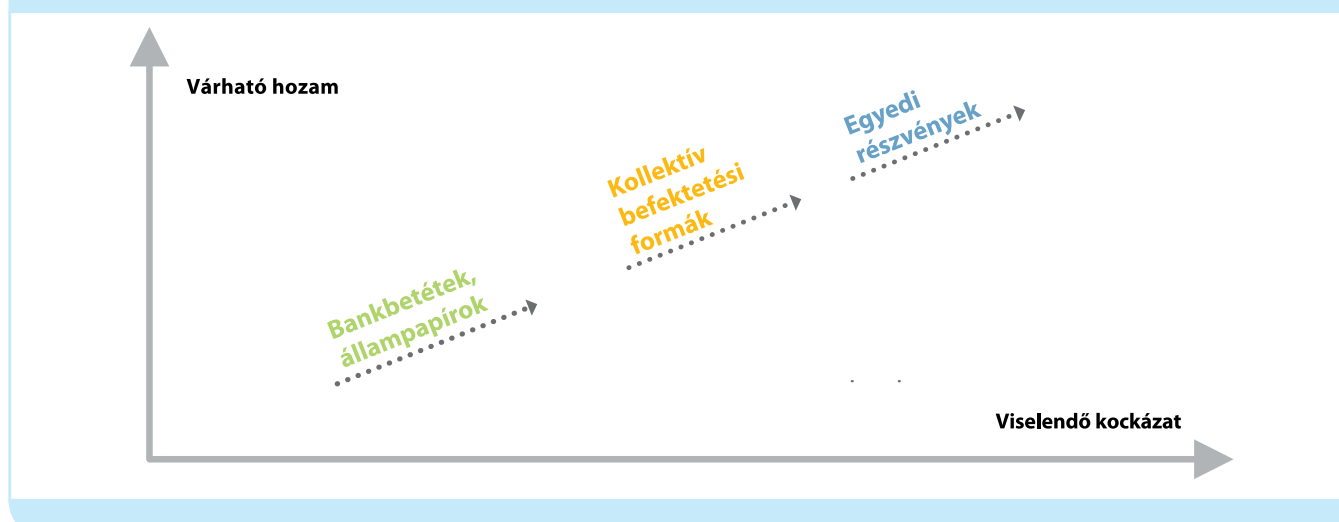 Várható hozam
Egyedi
részvények
Kollektív
befektetési
formák
Bankbetétek,
állampapírok
Viselendő kockázat